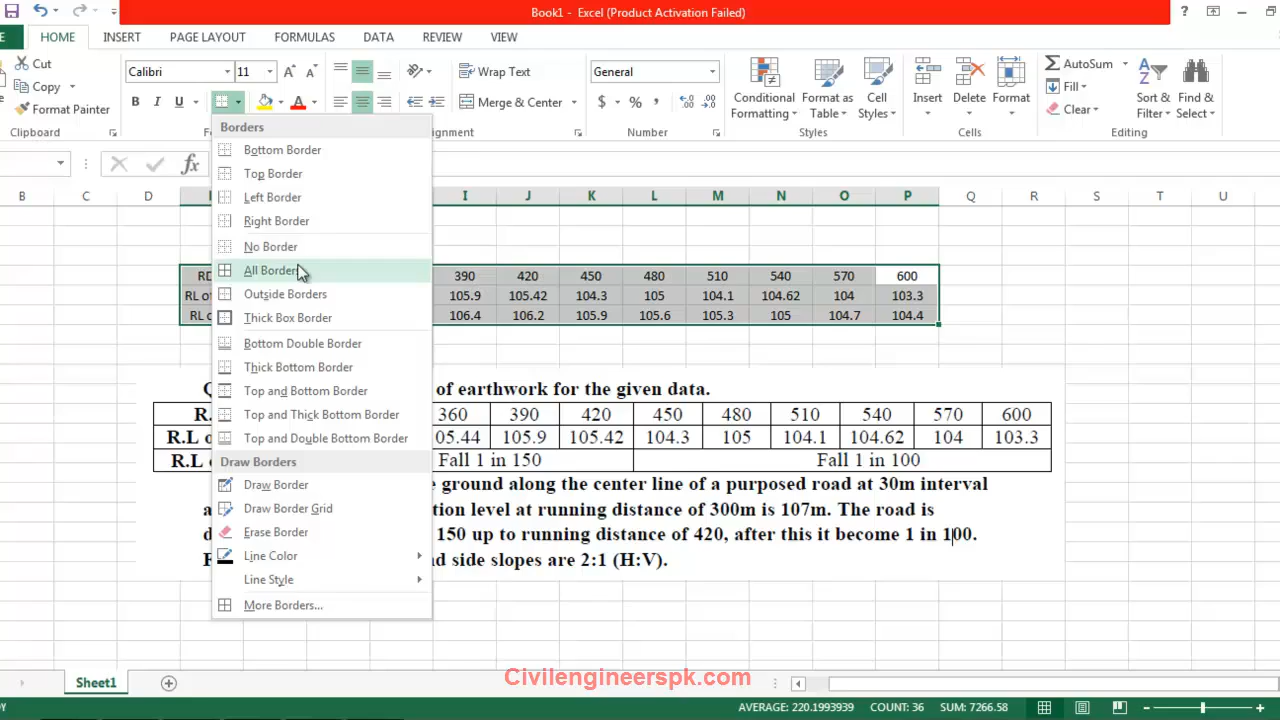 Book1 - Excel (Product Activation Failed)
HOME INSERT PAGE LAYOUT FORMULAS DATA REVIEW VIEW
Cut
Copy
Format Painter
Clipboard
Calibri 11
B I U
Wrap Text
Merge & Center
General
$ % ,
Number
Conditional Formatting
Format as Table
Cell Styles
Styles
Insert Delete Format
Cells
AutoSum
Fill
Clear
Sort & Filter
Find & Select
Editing
fx
B C D I J K L M N O P Q R S T U
Borders
Bottom Border
Top Border
Left Border
Right Border
No Border
All Borders
Outside Borders
Thick Box Border
Bottom Double Border
Thick Bottom Border
Top and Bottom Border
Top and Thick Bottom Border
Top and Double Bottom Border
Draw Borders
Draw Border
Draw Border Grid
Erase Border
Line Color
Line Style
More Borders...
RD 390 420 450 480 510 540 570 600
RL of 105.9 105.42 104.3 105 104.1 104.62 104 103.3
RL 106.4 106.2 105.9 105.6 105.3 105 104.7 104.4
of earthwork for the given data.
360 390 420 450 480 510 540 570 600
R.L 05.44 105.9 105.42 104.3 105 104.1 104.62 104 103.3
R.L Fall 1 in 150 Fall 1 in 100
ground along the center line of a purposed road at 30m interval
level at running distance of 300m is 107m. The road is
150 up to running distance of 420, after this it become 1 in 100.
side slopes are 2:1 (H:V).
Sheet1
Civilengineerspk.com
AVERAGE: 220.1993939 COUNT: 36 SUM: 7266.58